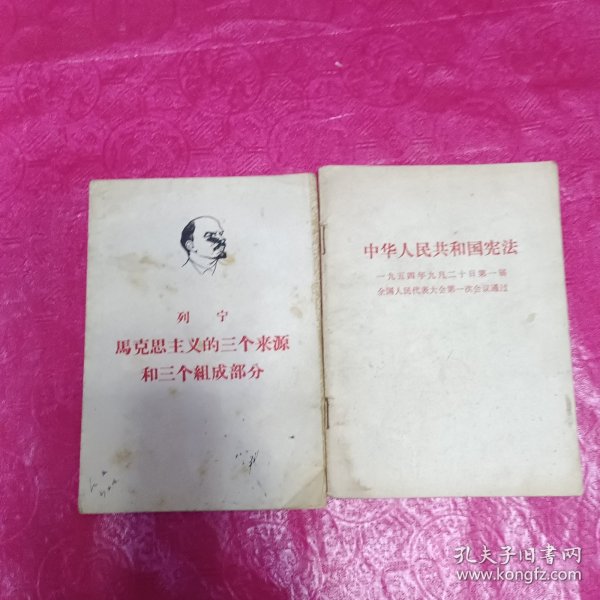 列宁
馬克思主义的三个来源
和三个組成部分
中华人民共和国宪法
一九五四年九月二十日第一届
全国人民代表大会第一次会议通过
孔夫子旧书网
www.kongfz.com